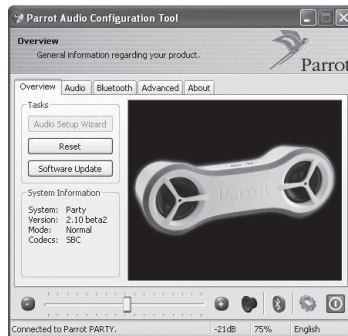 Parrot Audio Configuration Tool
Overview
General information regarding your product.
Parrot
Overview Audio Bluetooth Advanced About
Tasks
Audio Setup Wizard
Reset
Software Update
System Information
System: Party
Version: 2.10 beta2
Mode: Normal
Codecs: SBC
Parrot
Connected to Parrot PARTY. -21dB 75% English